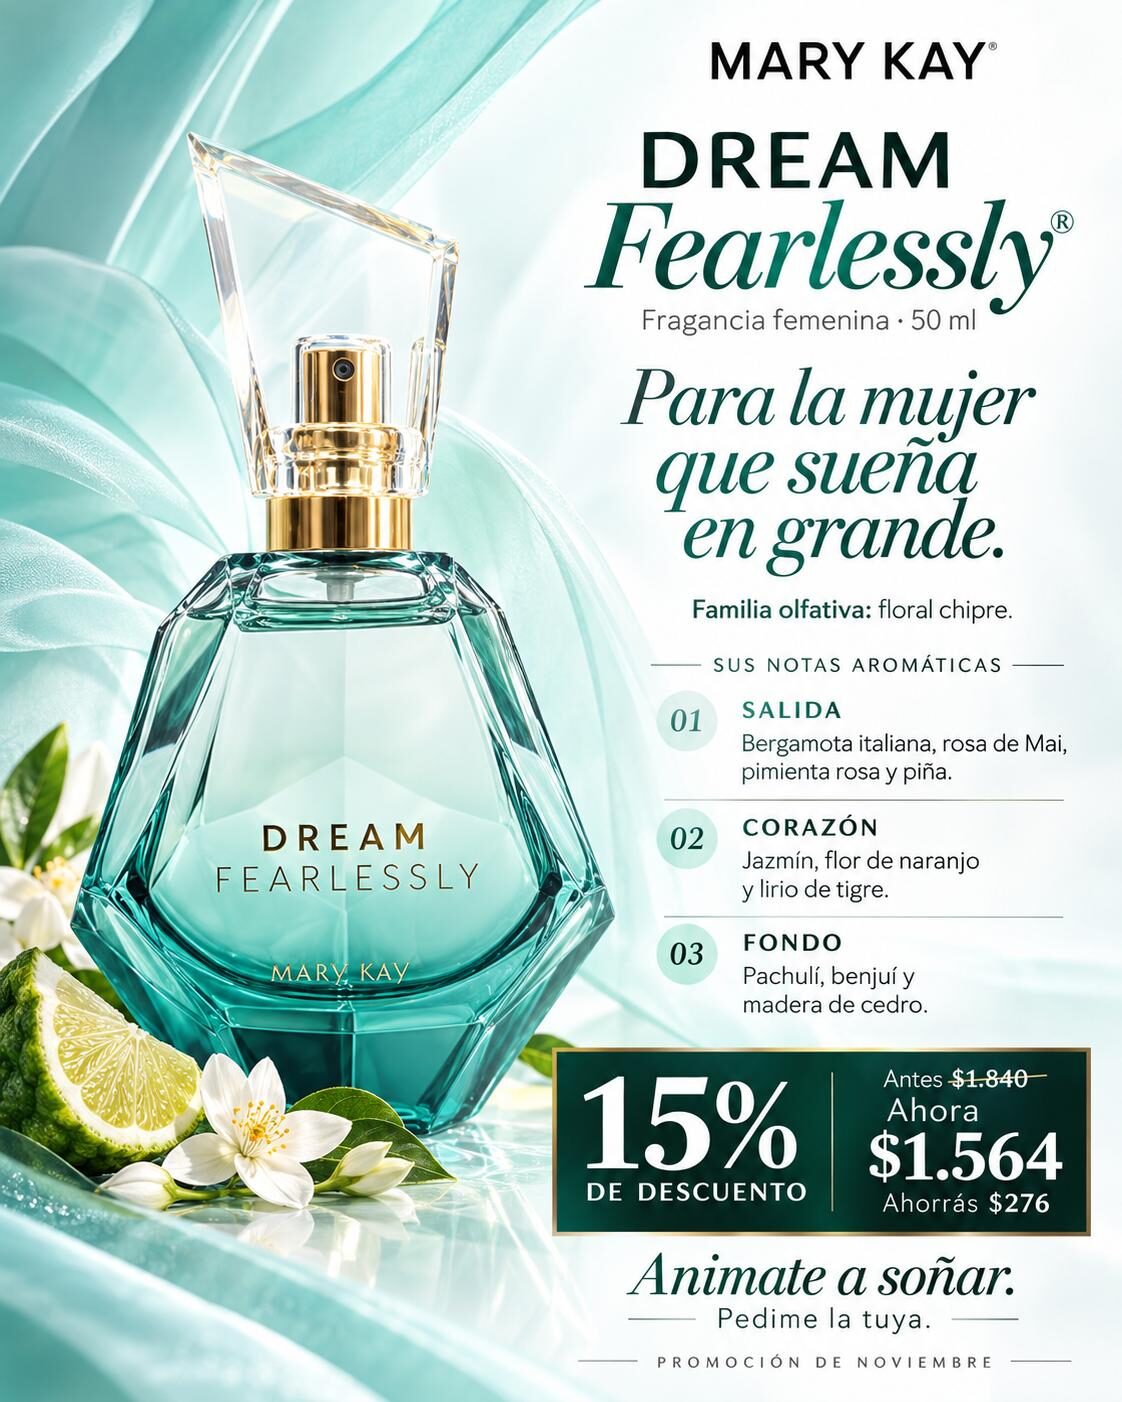 MARY KAY®
DREAM
Fearlessly®
Fragancia femenina · 50 ml
Para la mujer
que sueña
en grande.
Familia olfativa: floral chipre.
SUS NOTAS AROMÁTICAS
01
SALIDA
Bergamota italiana, rosa de Mai,
pimienta rosa y piña.
02
CORAZÓN
Jazmín, flor de naranjo
y lirio de tigre.
03
FONDO
Pachulí, benjuí y
madera de cedro.
DREAM
FEARLESSLY
MARY KAY
15%
DE DESCUENTO
Antes $1.840
Ahora
$1.564
Ahorrás $276
Animate a soñar.
Pedime la tuya.
PROMOCIÓN DE NOVIEMBRE